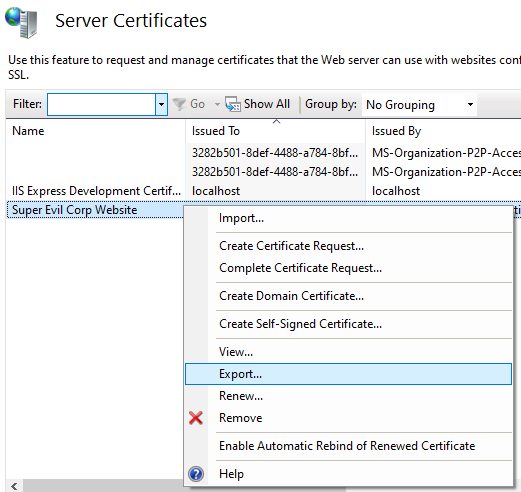 Server Certificates
Use this feature to request and manage certificates that the Web server can use with websites conf
SSL.
Filter: Go Show All Group by: No Grouping
Name Issued To Issued By
3282b501-8def-4488-a784-8bf... MS-Organization-P2P-Acces
3282b501-8def-4488-a784-8bf... MS-Organization-P2P-Acces
IIS Express Development Certif... localhost localhost
Super Evil Corp Website
Import...
Create Certificate Request...
Complete Certificate Request...
Create Domain Certificate...
Create Self-Signed Certificate...
View...
Export...
Renew...
Remove
Enable Automatic Rebind of Renewed Certificate
Help